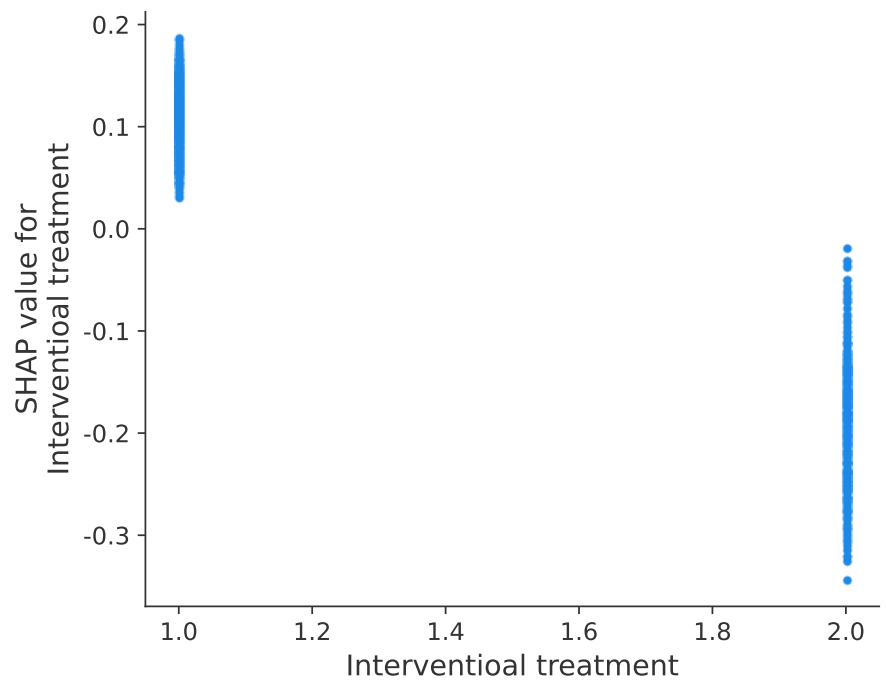 0.2
0.1
0.0
-0.1
-0.2
-0.3
SHAP value for
Interventioal treatment
1.0 1.2 1.4 1.6 1.8 2.0
Interventioal treatment